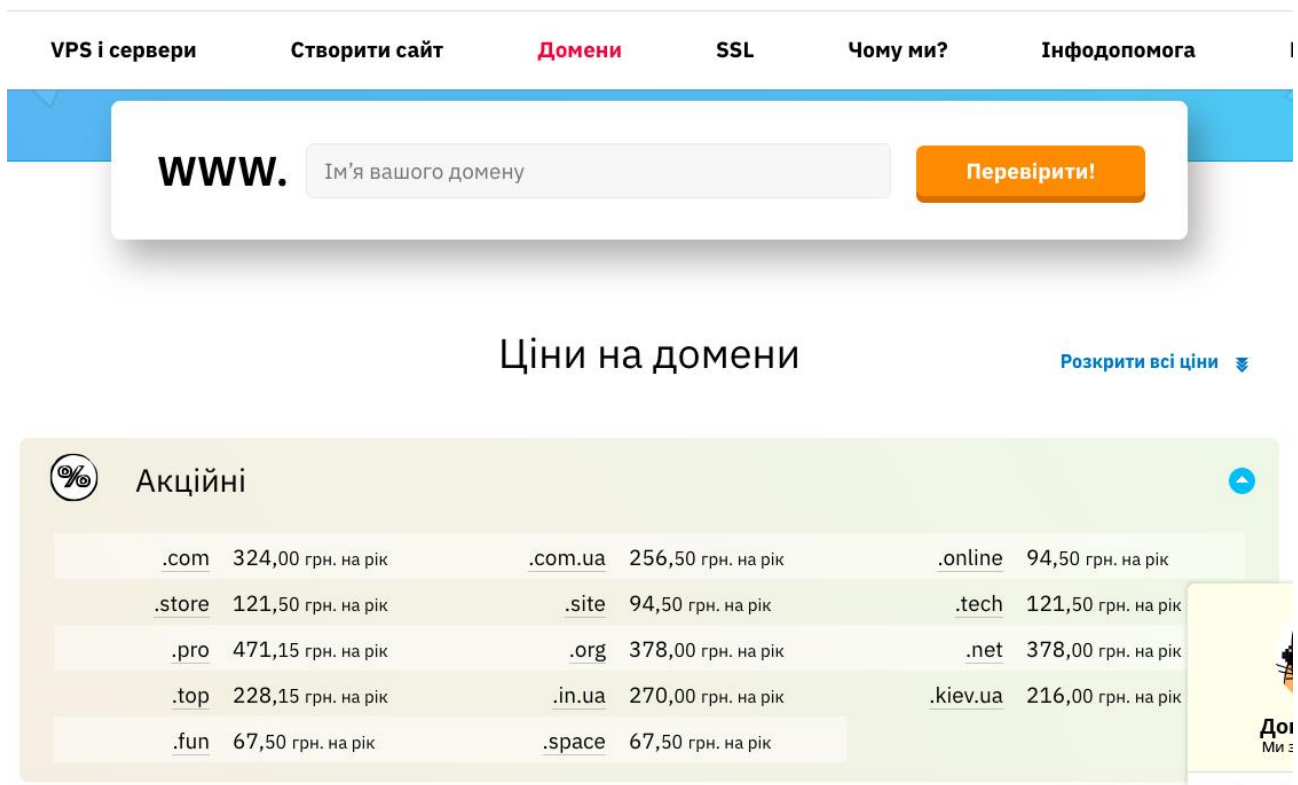 VPS і сервери Створити сайт Домени SSL Чому ми? Інфодопомога
www. Ім’я вашого домену Перевірити!
Ціни на домени Розкрити всі ціни
% Акційні
.com 324,00 грн. на рік .com.ua 256,50 грн. на рік .online 94,50 грн. на рік
.store 121,50 грн. на рік .site 94,50 грн. на рік .tech 121,50 грн. на рік
.pro 471,15 грн. на рік .org 378,00 грн. на рік .net 378,00 грн. на рік
.top 228,15 грн. на рік .in.ua 270,00 грн. на рік .kiev.ua 216,00 грн. на рік
.fun 67,50 грн. на рік .space 67,50 грн. на рік
Ми